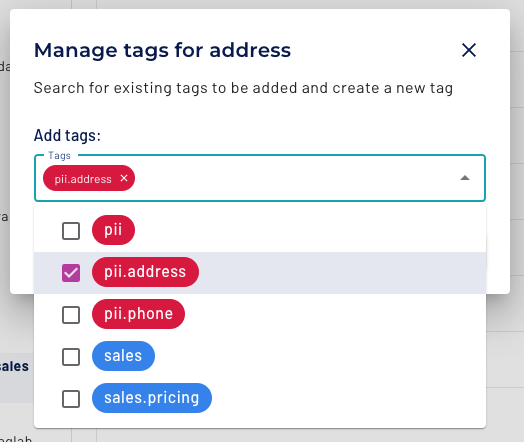 Manage tags for address
Search for existing tags to be added and create a new tag
Add tags:
Tags
pii.address ×
pii
pii.address
pii.phone
sales
sales.pricing
sales